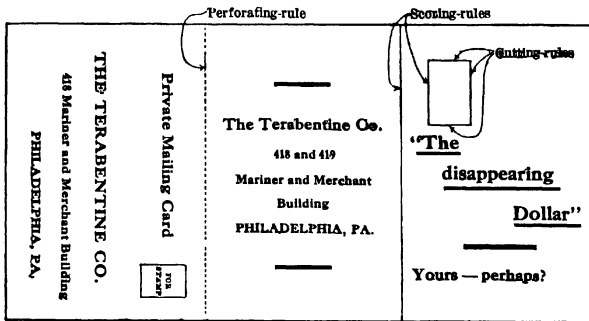 Perforating-rule
Scoring-rules
Cutting-rules
Private Mailing Card
THE TERABENTINE CO.
418 Mariner and Merchant Building
PHILADELPHIA, PA.
FOR
STAMP
The Terabentine Co.
418 and 419
Mariner and Merchant
Building
PHILADELPHIA, PA.
"The
disappearing
Dollar"
Yours — perhaps?